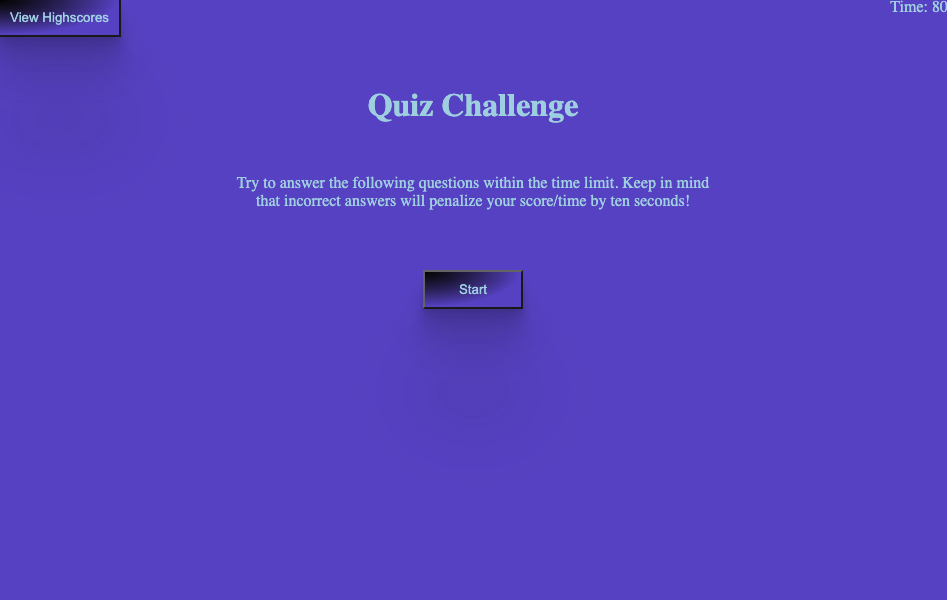 View Highscores
Time: 80
Quiz Challenge
Try to answer the following questions within the time limit. Keep in mind
that incorrect answers will penalize your score/time by ten seconds!
Start